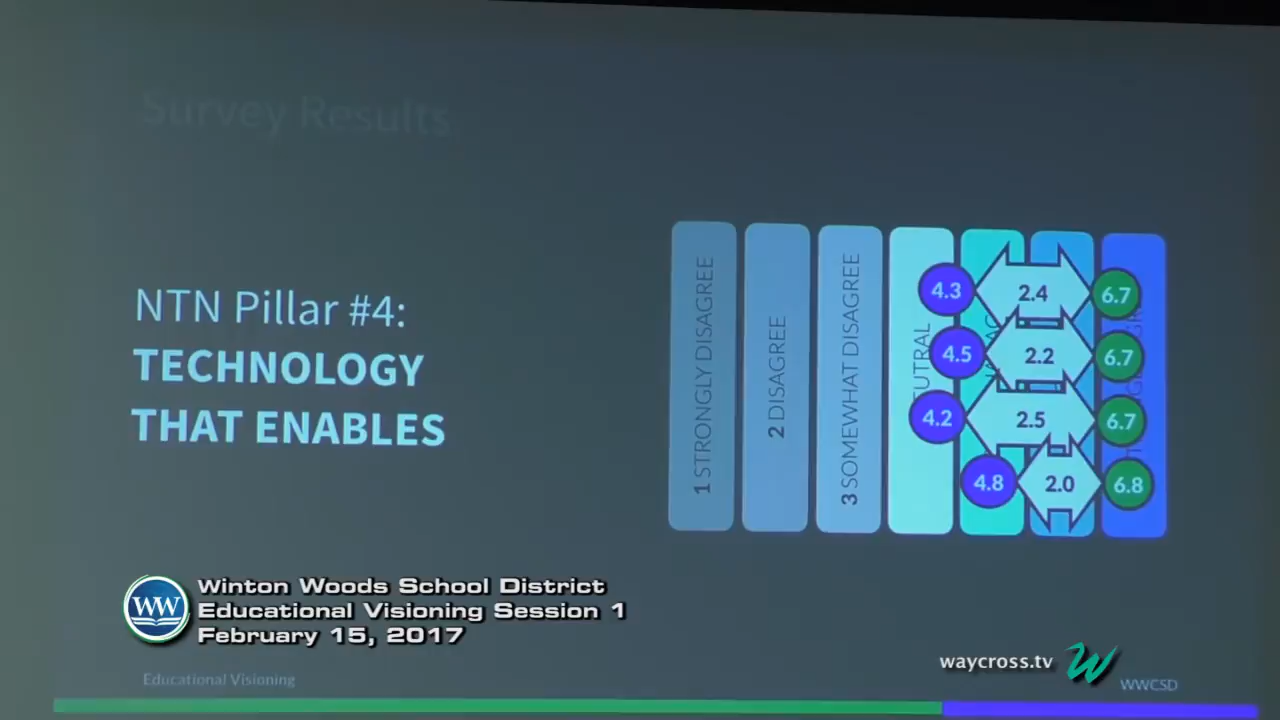 Survey Results
NTN Pillar #4:
TECHNOLOGY
THAT ENABLES
1 STRONGLY DISAGREE
2 DISAGREE
3 SOMEWHAT DISAGREE
4.3 2.4 6.7
4.5 2.2 6.7
4.2 2.5 6.7
4.8 2.0 6.8
WW
Winton Woods School District
Educational Visioning Session 1
February 15, 2017
waycross.tv W
Educational Visioning
WWCSD